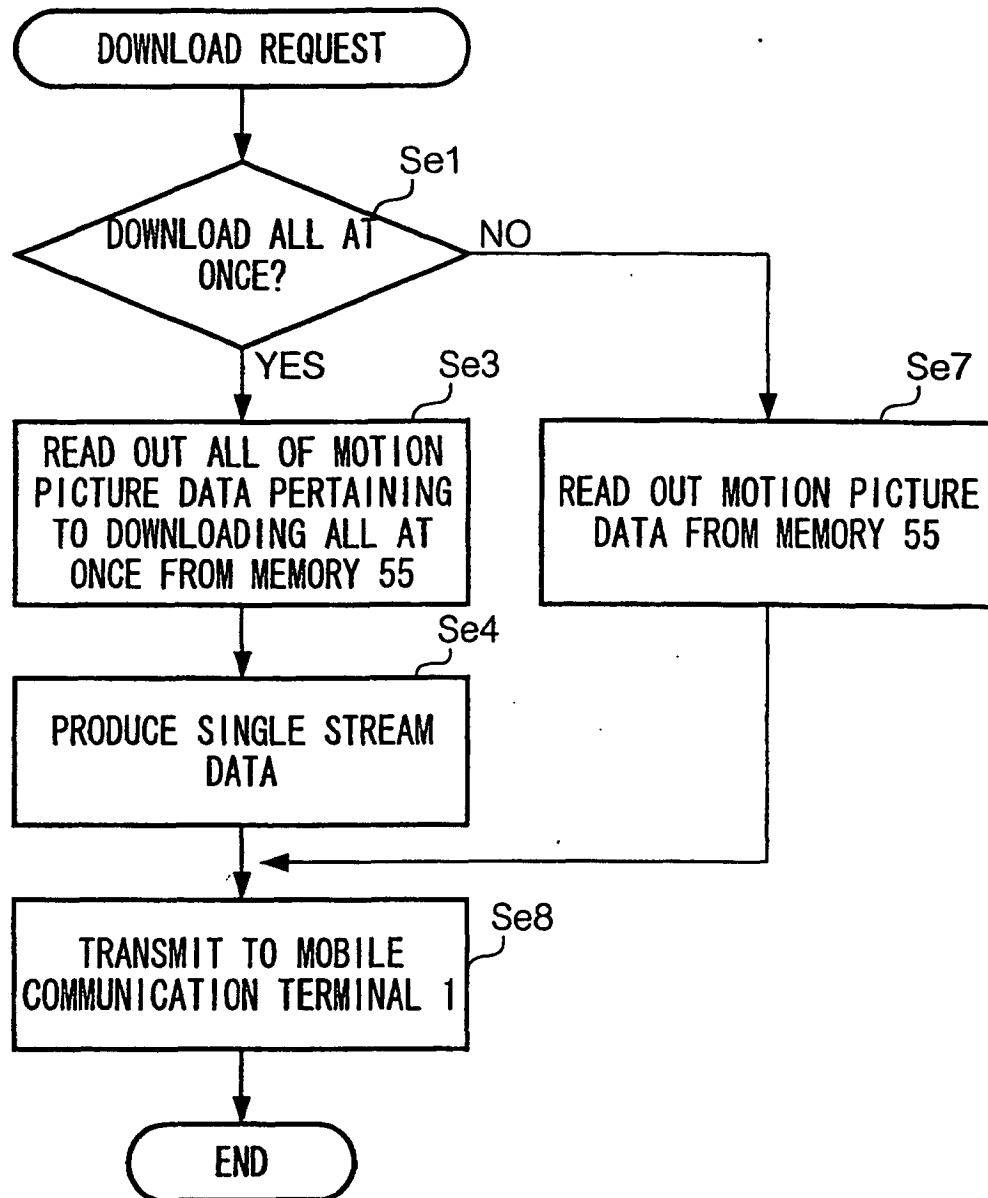 DOWNLOAD REQUEST
Se1
DOWNLOAD ALL AT
ONCE?
NO
YES
Se3
READ OUT ALL OF MOTION
PICTURE DATA PERTAINING
TO DOWNLOADING ALL AT
ONCE FROM MEMORY 55
Se7
READ OUT MOTION PICTURE
DATA FROM MEMORY 55
Se4
PRODUCE SINGLE STREAM
DATA
Se8
TRANSMIT TO MOBILE
COMMUNICATION TERMINAL 1
END